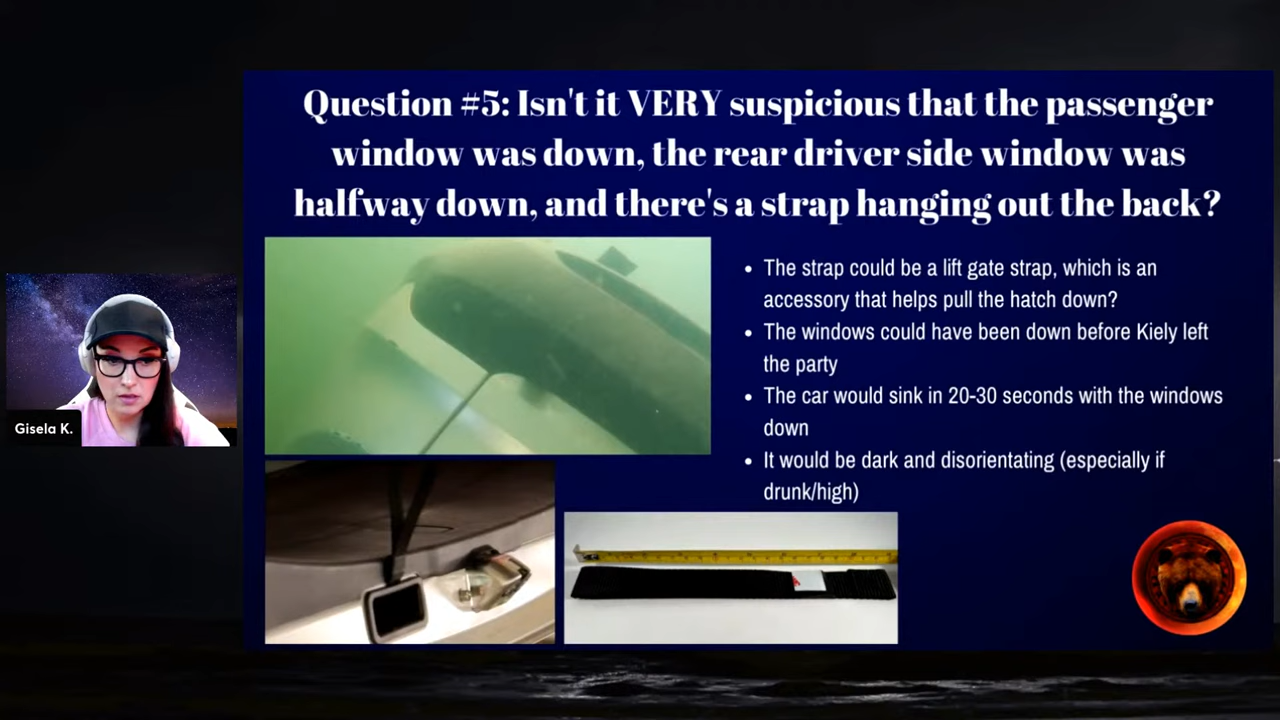 Question #5: Isn't it VERY suspicious that the passenger
window was down, the rear driver side window was
halfway down, and there's a strap hanging out the back?
• The strap could be a lift gate strap, which is an
accessory that helps pull the hatch down?
• The windows could have been down before Kiely left
the party
• The car would sink in 20-30 seconds with the windows
down
• It would be dark and disorientating (especially if
drunk/high)
Gisela K.